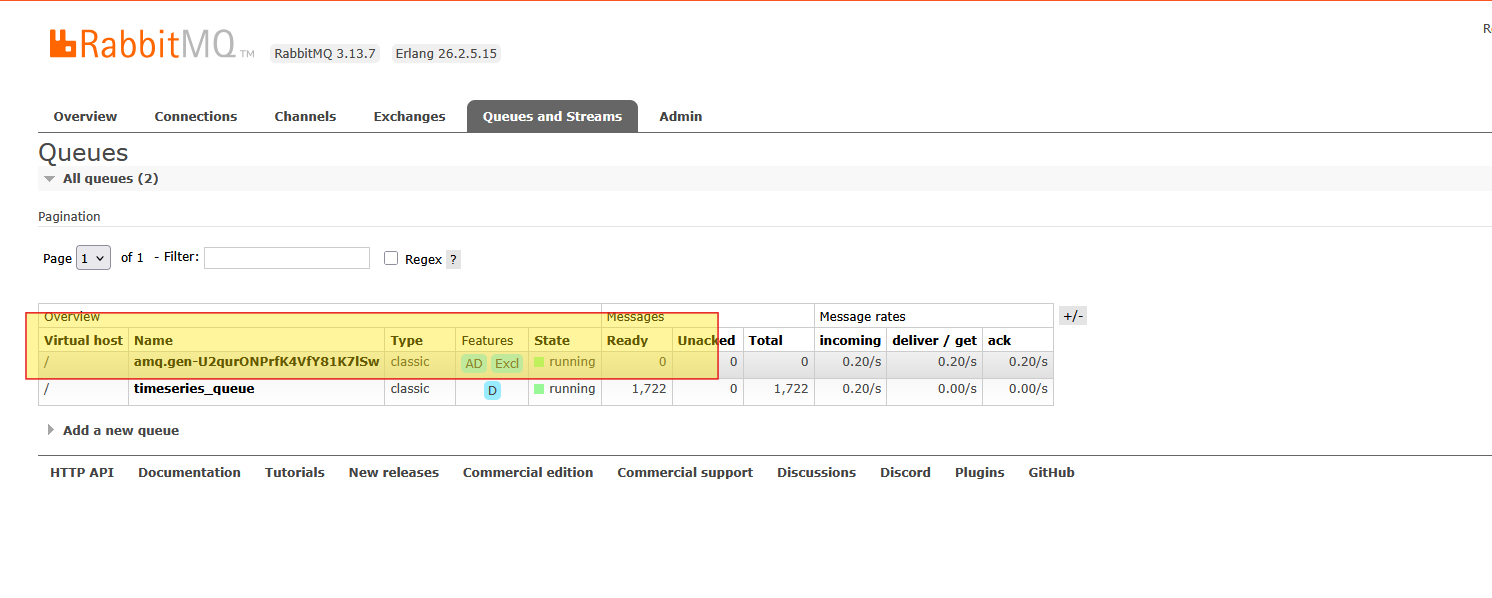 RabbitMQ TM RabbitMQ 3.13.7 Erlang 26.2.5.15
Overview Connections Channels Exchanges Queues and Streams Admin
Queues
All queues (2)
Pagination
Page 1 of 1 - Filter: Regex ?
Overview Messages Message rates +/-
Virtual host Name Type Features State Ready Unacked Total incoming deliver / get ack
/ amq.gen-U2qurONPrfK4VfY81K7lSw classic AD Excl running 0 0 0 0.20/s 0.20/s 0.20/s
/ timeseries_queue classic D running 1,722 0 1,722 0.20/s 0.00/s 0.00/s
Add a new queue
HTTP API Documentation Tutorials New releases Commercial edition Commercial support Discussions Discord Plugins GitHub